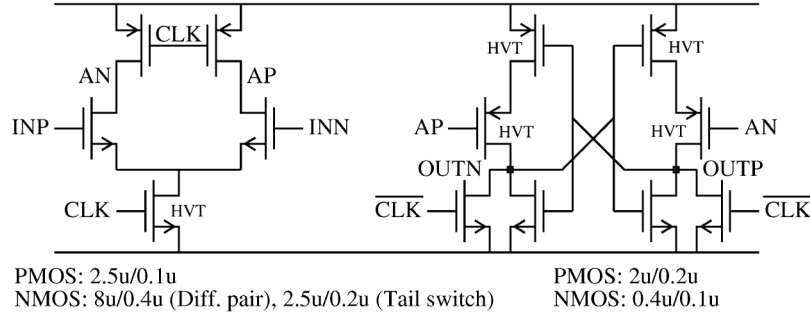 CLK
HVT
HVT
AN
AP
INP
INN
AP
HVT
HVT
AN
OUTN
OUTP
CLK
HVT
CLK
CLK
PMOS: 2.5u/0.1u
NMOS: 8u/0.4u (Diff. pair), 2.5u/0.2u (Tail switch)
PMOS: 2u/0.2u
NMOS: 0.4u/0.1u